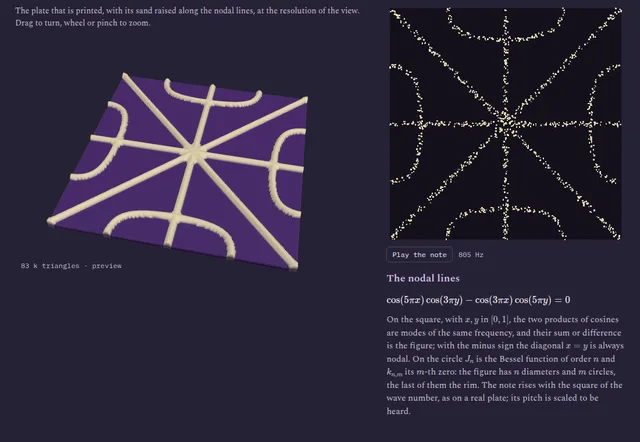 The plate that is printed, with its sand raised along the nodal lines, at the resolution of the view.
Drag to turn, wheel or pinch to zoom.
83 k triangles - preview
Play the note 805 Hz
The nodal lines
cos(5πx) cos(3πy) − cos(3πx) cos(5πy) = 0
On the square, with x, y in [0, 1], the two products of cosines
are modes of the same frequency, and their sum or difference
is the figure; with the minus sign the diagonal x = y is always
nodal. On the circle Jₙ is the Bessel function of order n and
kₙ,ₘ its m-th zero: the figure has n diameters and m circles,
the last of them the rim. The note rises with the square of the
wave number, as on a real plate; its pitch is scaled to be
heard.